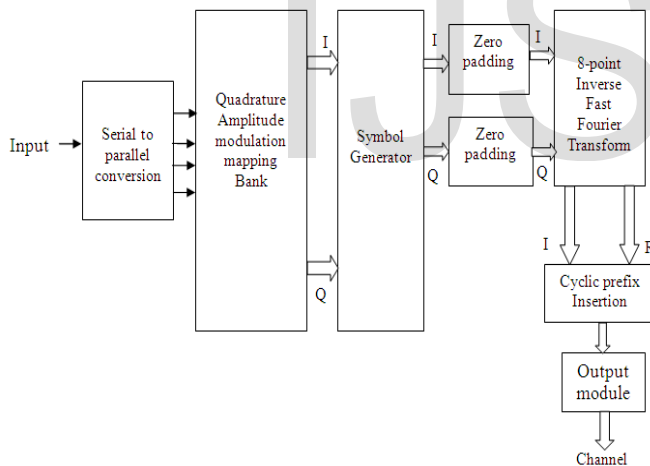 IJS
I
I
Zero
padding
I
8-point
Inverse
Fast
Fourier
Transform
Quadrature
Amplitude
modulation
mapping
Bank
Input
Serial to
parallel
conversion
Symbol
Generator
Zero
padding
Q
Q
Q
I
Cyclic prefix
Insertion
Output
module
Channel